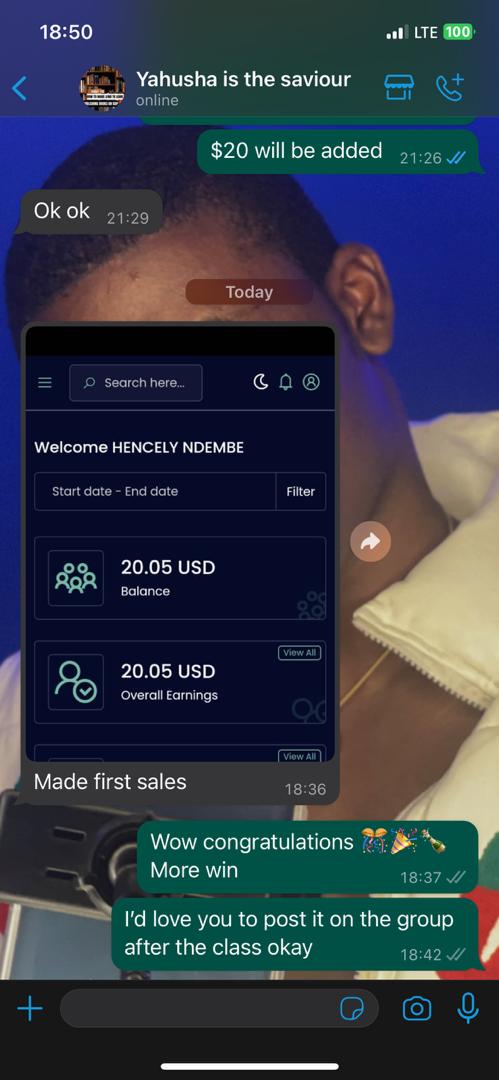 18:50
LTE 100
Yahusha is the saviour
online
$20 will be added 21:26
Ok ok 21:29
Today
Search here...
Welcome HENCELY NDEMBE
Start date - End date Filter
20.05 USD
Balance
View All
20.05 USD
Overall Earnings
View All
Made first sales 18:36
Wow congratulations 🎊🎉🍾
More win 18:37
I'd love you to post it on the group
after the class okay 18:42